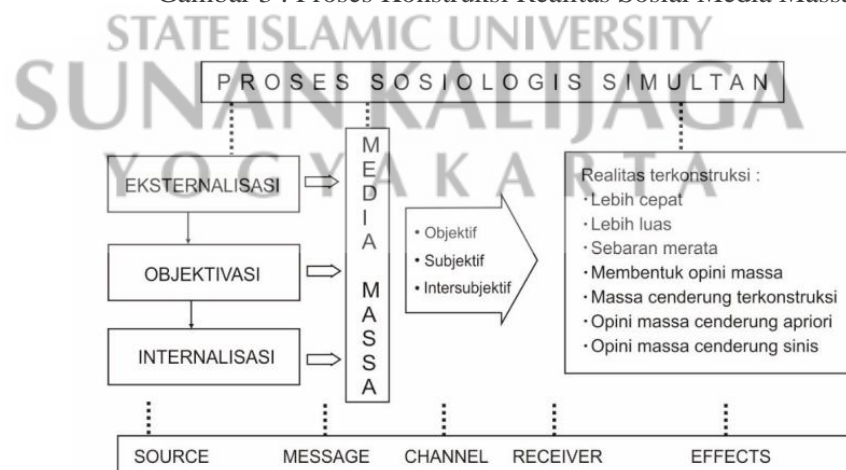 Gambar 3 : Proses Konstruksi Realitas Sosial Media Massa
STATE ISLAMIC UNIVERSITY
SUNAN KALIJAGA
YOGYAKARTA
PROSES SOSIOLOGIS SIMULTAN
EKSTERNALISASI
OBJEKTIVASI
INTERNALISASI
MEDIA MASSA
• Objektif
• Subjektif
• Intersubjektif
Realitas terkonstruksi :
·Lebih cepat
·Lebih luas
·Sebaran merata
·Membentuk opini massa
·Massa cenderung terkonstruksi
·Opini massa cenderung apriori
·Opini massa cenderung sinis
SOURCE MESSAGE CHANNEL RECEIVER EFFECTS